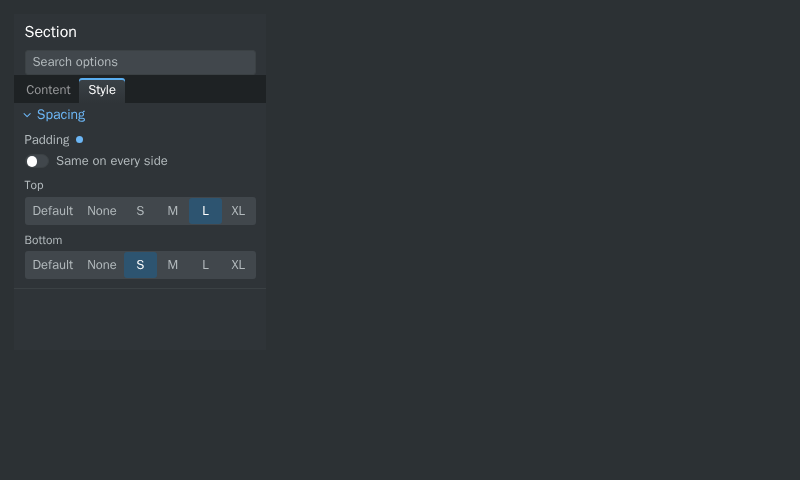 Section
Search options
Content Style
Spacing
Padding
Same on every side
Top
Default None S M L XL
Bottom
Default None S M L XL